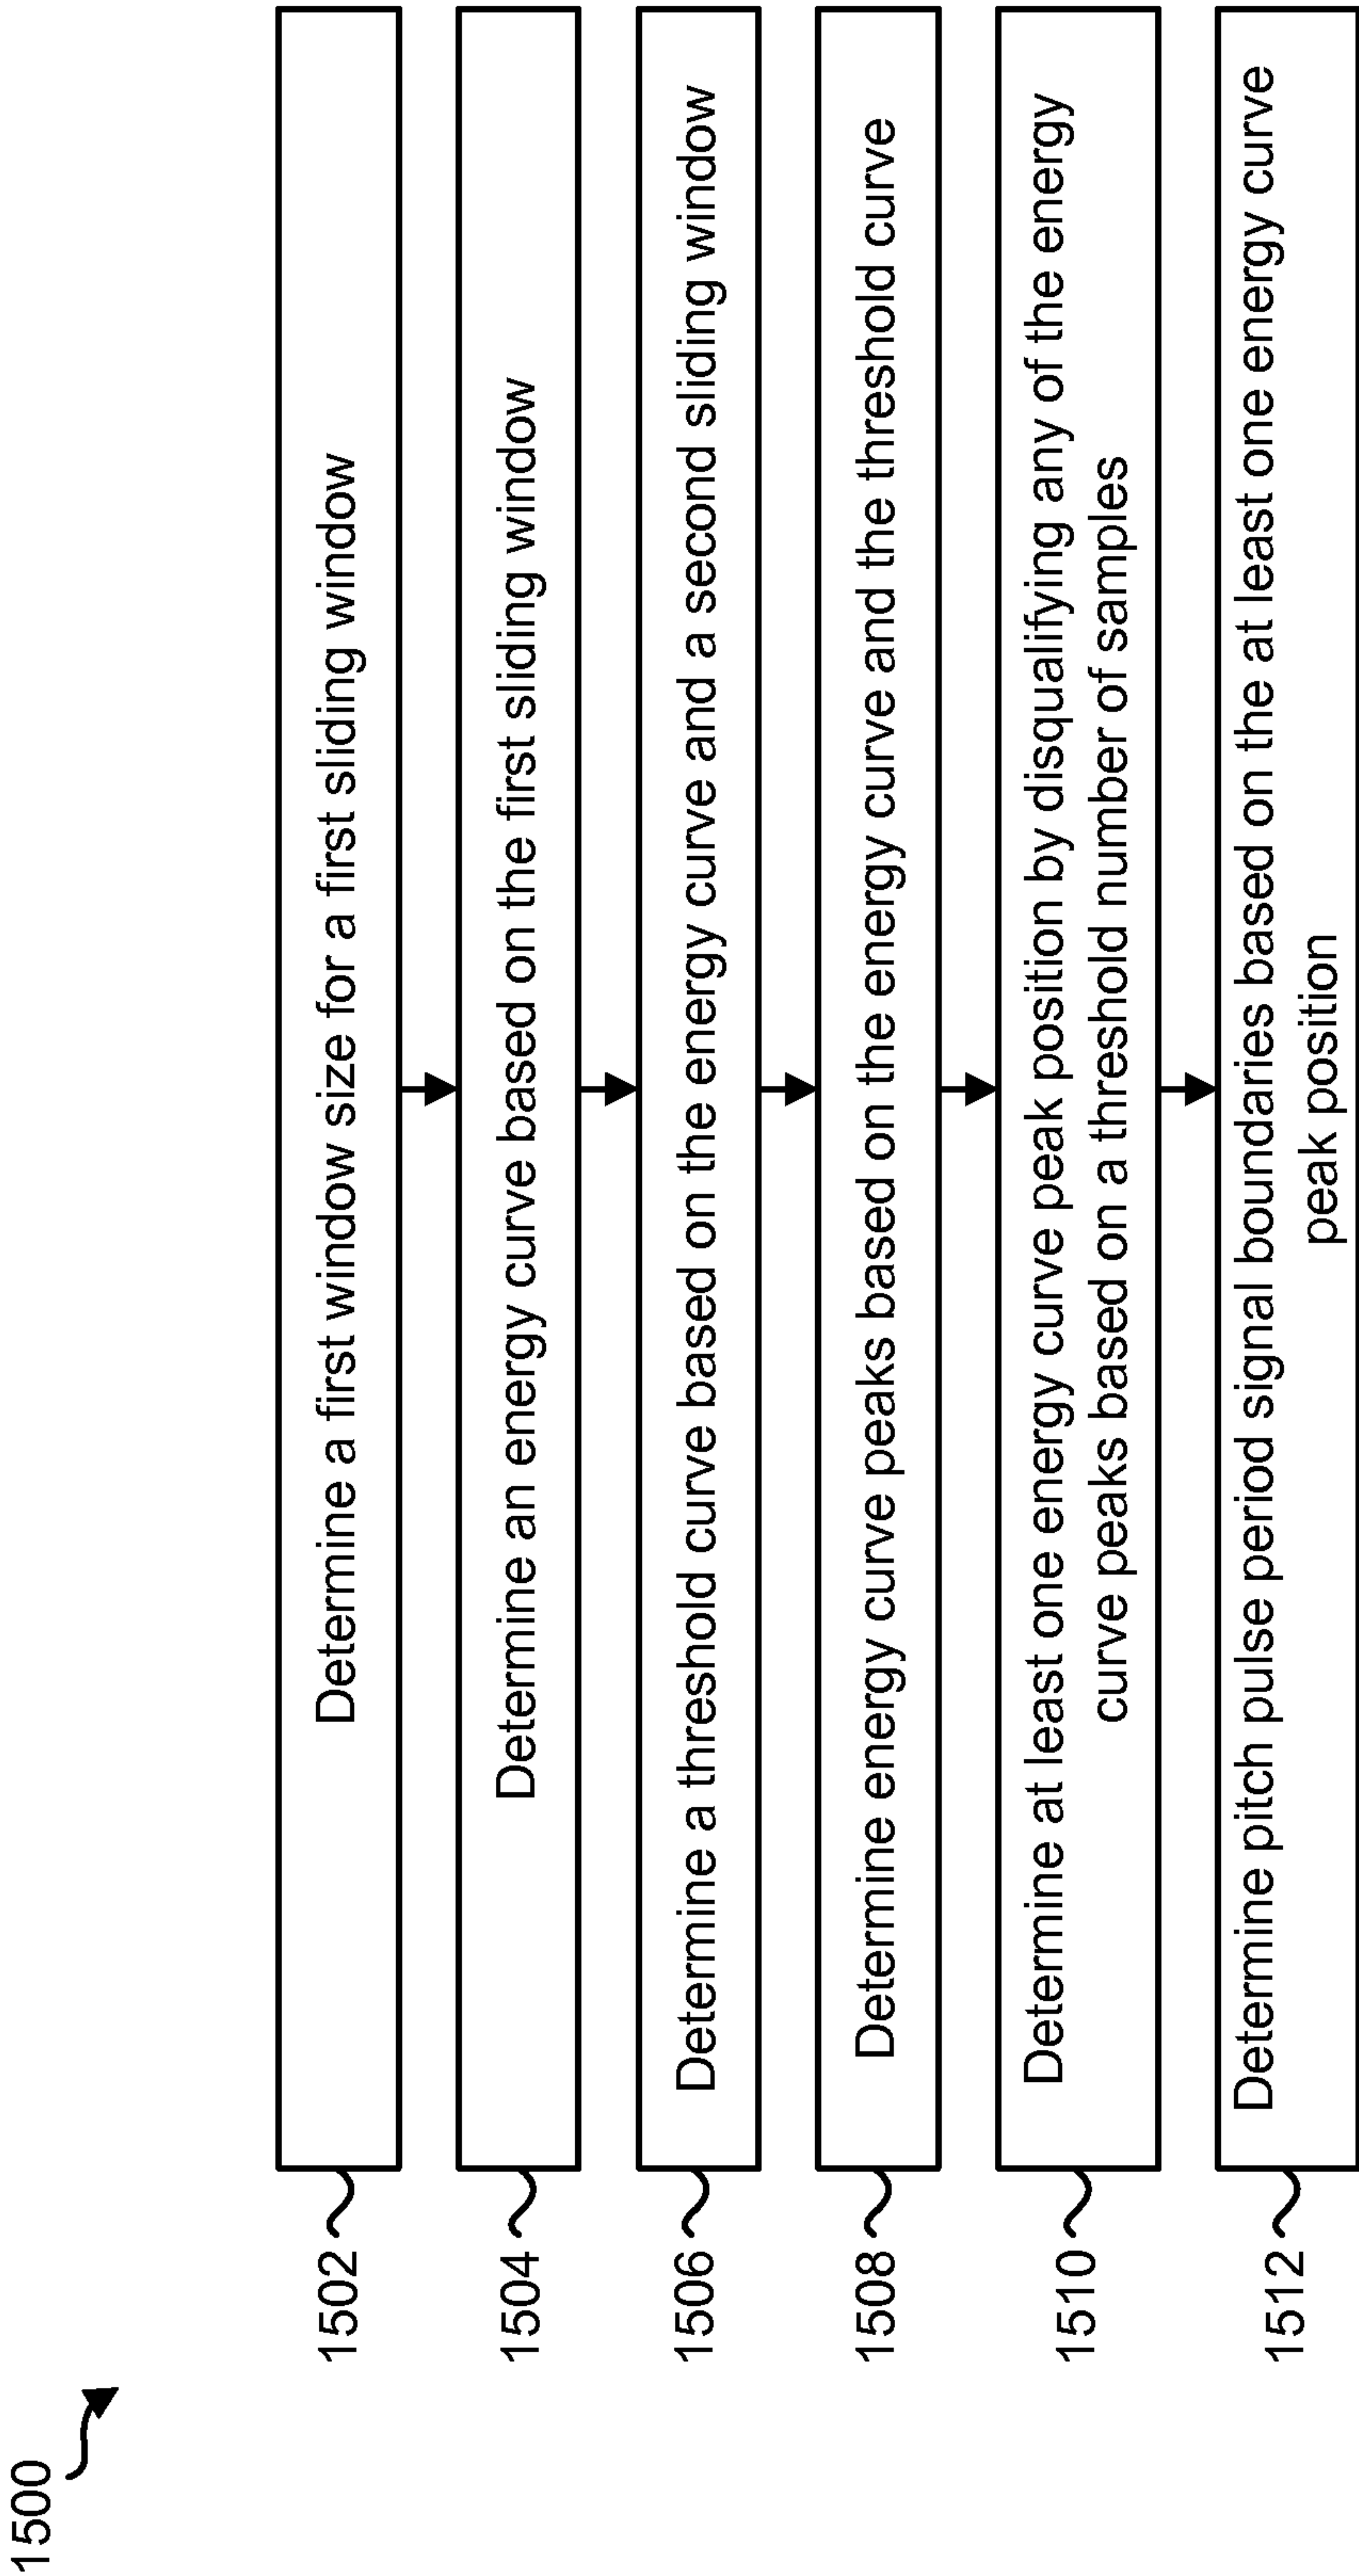 1500
1502
Determine a first window size for a first sliding window
1504
Determine an energy curve based on the first sliding window
1506
Determine a threshold curve based on the energy curve and a second sliding window
1508
Determine energy curve peaks based on the energy curve and the threshold curve
1510
Determine at least one energy curve peak position by disqualifying any of the energy
curve peaks based on a threshold number of samples
1512
Determine pitch pulse period signal boundaries based on the at least one energy curve
peak position